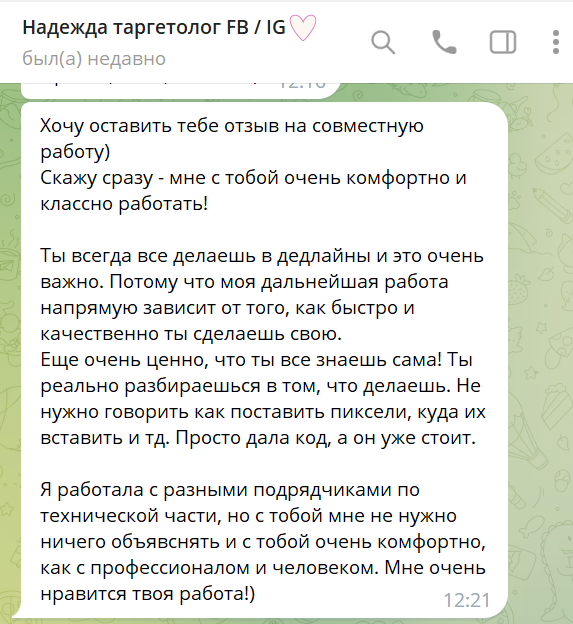 Надежда таргетолог FB / IG
был(а) недавно
12:16
Хочу оставить тебе отзыв на совместную
работу)
Скажу сразу - мне с тобой очень комфортно и
классно работать!
Ты всегда все делаешь в дедлайны и это очень
важно. Потому что моя дальнейшая работа
напрямую зависит от того, как быстро и
качественно ты сделаешь свою.
Еще очень ценно, что ты все знаешь сама! Ты
реально разбираешься в том, что делаешь. Не
нужно говорить как поставить пиксели, куда их
вставить и тд. Просто дала код, а он уже стоит.
Я работала с разными подрядчиками по
технической части, но с тобой мне не нужно
ничего объявснять и с тобой очень комфортно,
как с профессионалом и человеком. Мне очень
нравится твоя работа!)
12:21